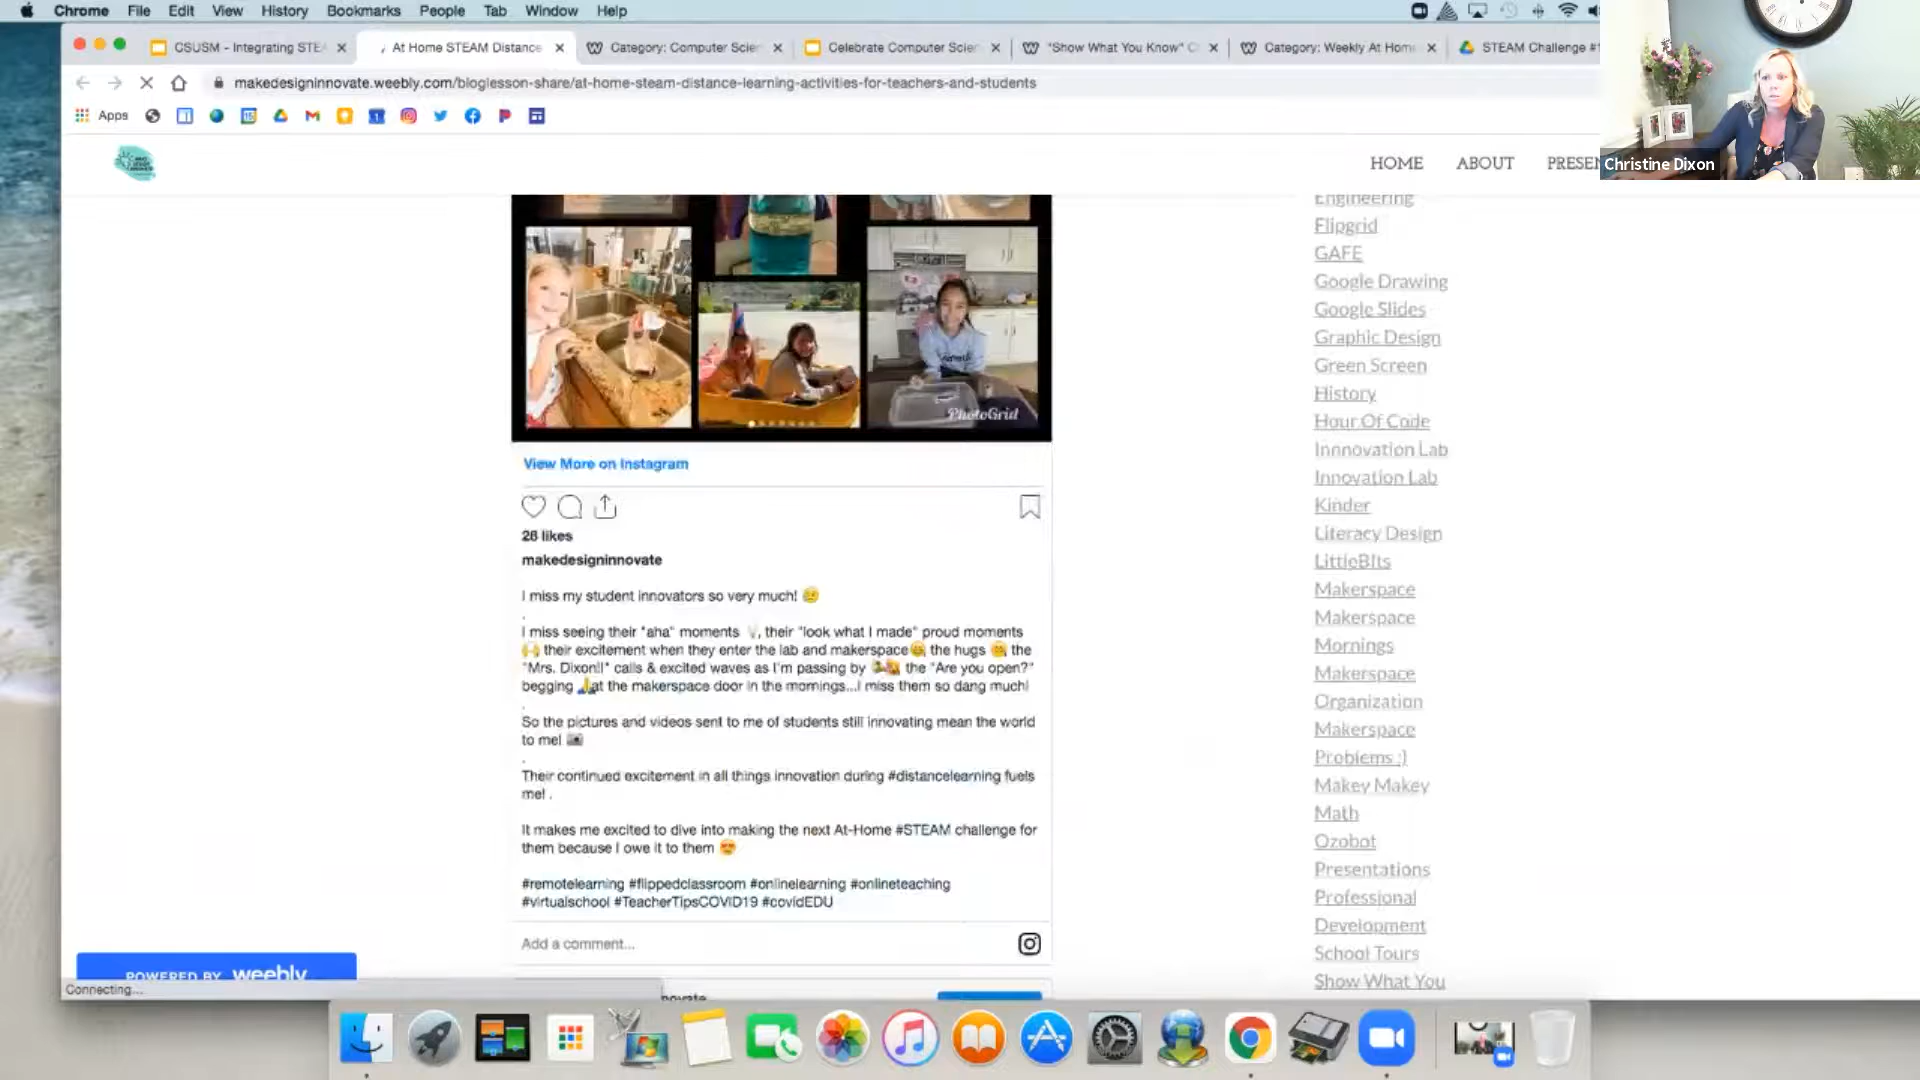 Chrome File Edit View History Bookmarks People Tab Window Help
CSUSM - Integrating STEA
At Home STEAM Distance
Category: Computer Scien
Celebrate Computer Scien
"Show What You Know" C
Category: Weekly At Home
STEAM Challenge #1
makedesigninnovate.weebly.com/bloglesson-share/at-home-steam-distance-learning-activities-for-teachers-and-students
Apps
HOME ABOUT PRESEN
Christine Dixon
PhotoGrid
View More on Instagram
26 likes
makedesigninnovate
I miss my student innovators so very much! 😢
.
I miss seeing their "aha" moments 💡, their "look what I made" proud moments
🙌 their excitement when they enter the lab and makerspace🤗 the hugs 🤗 the
"Mrs. Dixon!!" calls & excited waves as I'm passing by the "Are you open?"
begging 🙏at the makerspace door in the mornings...I miss them so dang much!
.
So the pictures and videos sent to me of students still innovating mean the world
to me! 📷
.
Their continued excitement in all things innovation during #distancelearning fuels
me! .
It makes me excited to dive into making the next At-Home #STEAM challenge for
them because I owe it to them 😍
#remotelearning #flippedclassroom #onlinelearning #onlineteaching
#virtualschool #TeacherTipsCOVID19 #covidEDU
Add a comment...
Engineering
Flipgrid
GAFE
Google Drawing
Google Slides
Graphic Design
Green Screen
History
Hour Of Code
Innnovation Lab
Innovation Lab
Kinder
Literacy Design
LittleBIts
Makerspace
Makerspace
Mornings
Makerspace
Organization
Makerspace
Problems :)
Makey Makey
Math
Ozobot
Presentations
Professional
Development
School Tours
Show What You
POWERED BY weebly
Connecting...